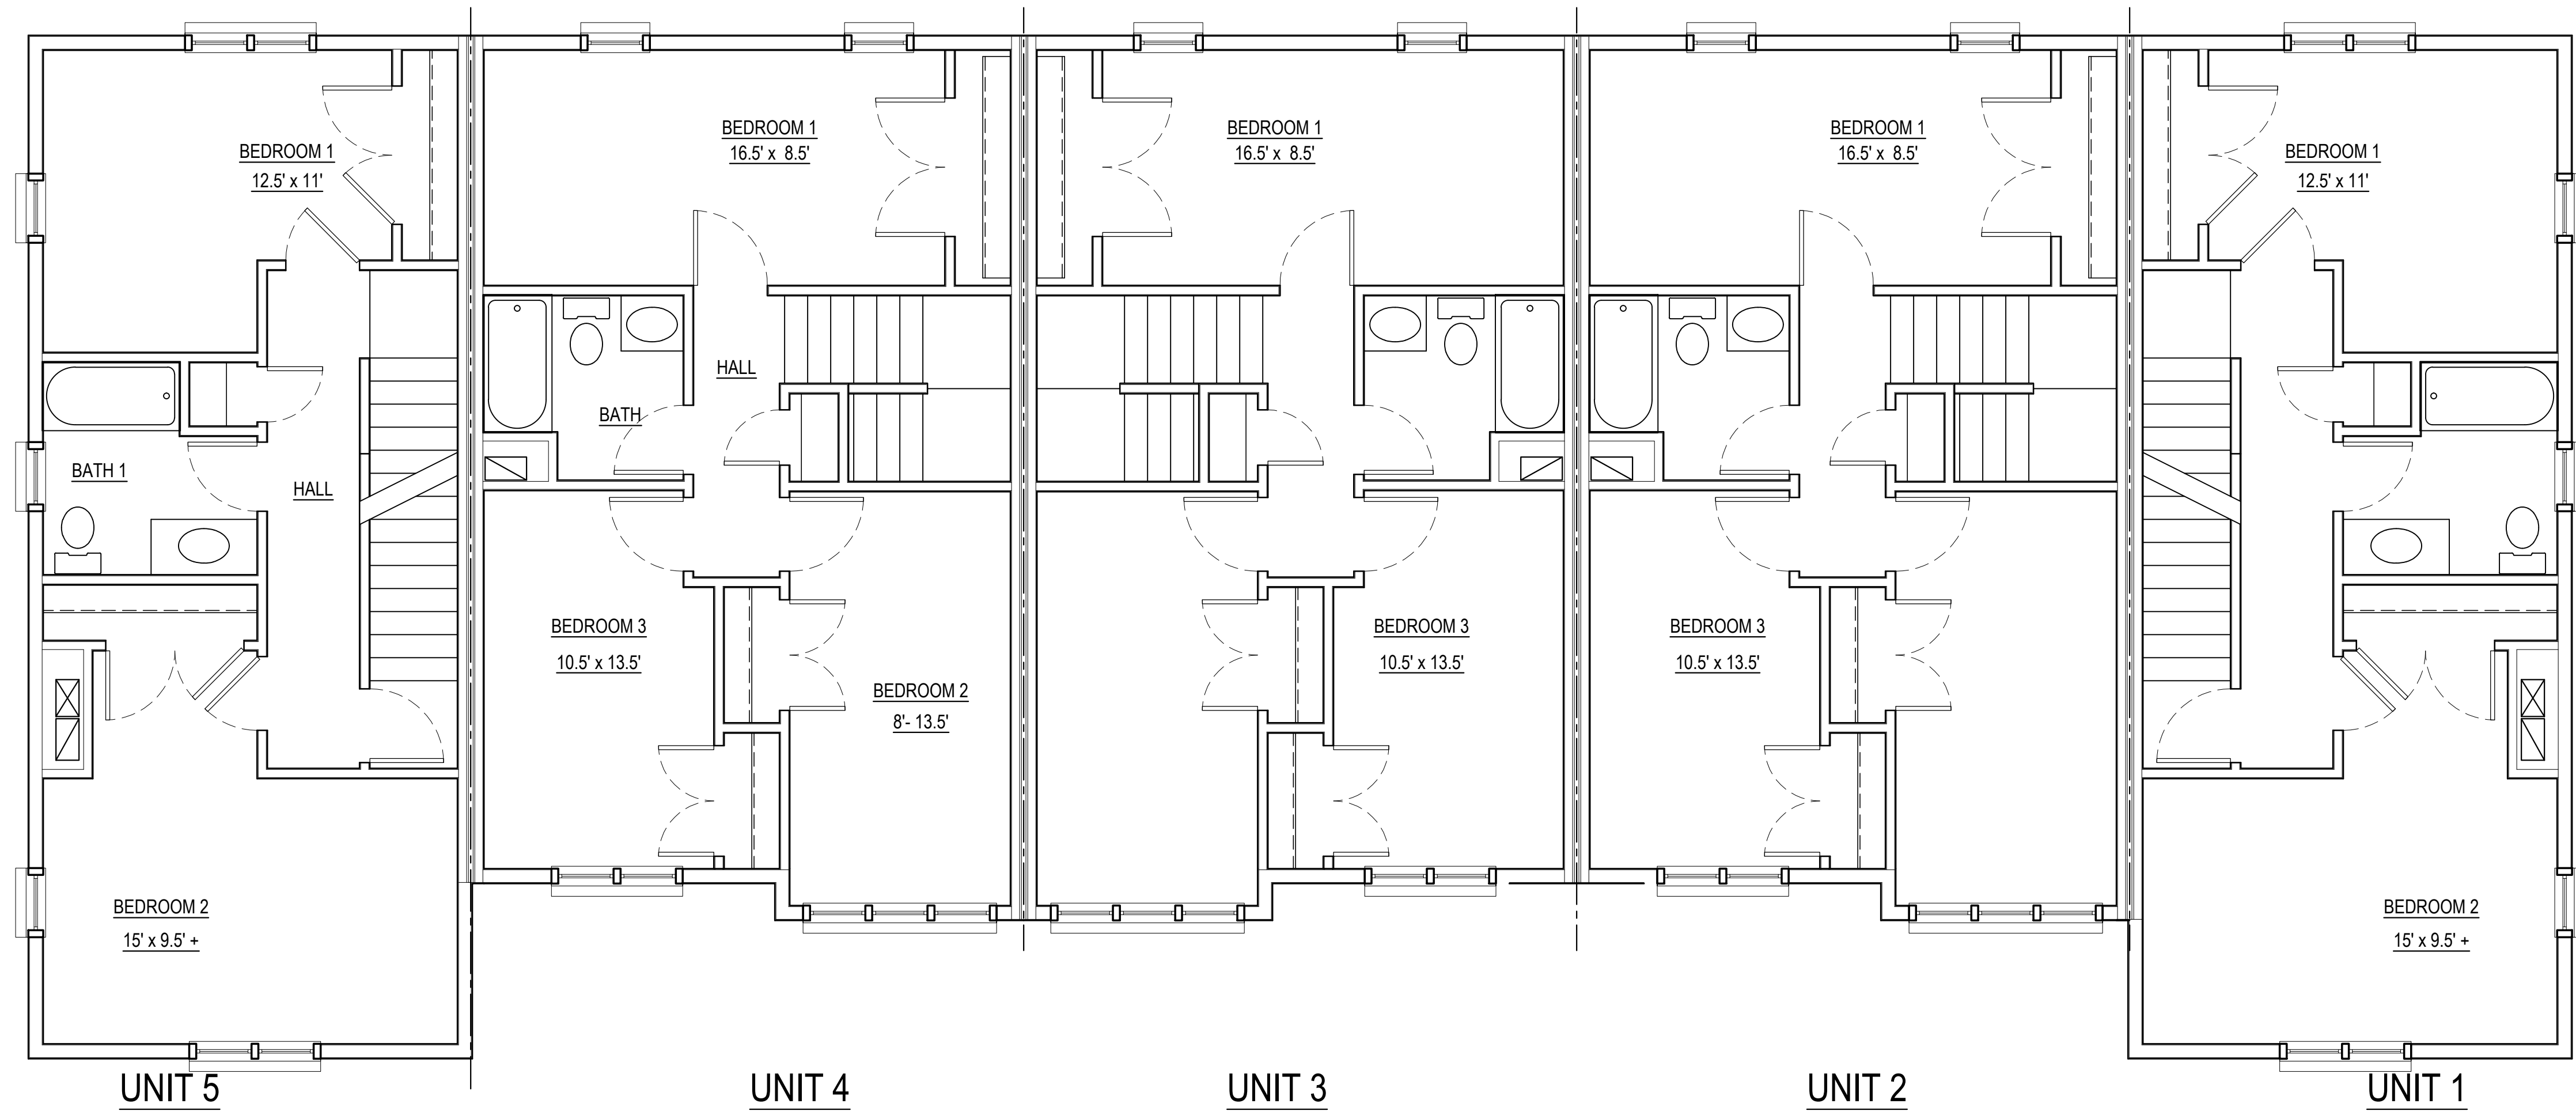 BEDROOM 1
12.5' x 11'
BATH 1
HALL
BEDROOM 2
15' x 9.5' +
UNIT 5
BEDROOM 1
16.5' x 8.5'
HALL
BATH
BEDROOM 3
10.5' x 13.5'
BEDROOM 2
8'- 13.5'
UNIT 4
BEDROOM 1
16.5' x 8.5'
BEDROOM 3
10.5' x 13.5'
UNIT 3
BEDROOM 1
16.5' x 8.5'
BEDROOM 3
10.5' x 13.5'
UNIT 2
BEDROOM 1
12.5' x 11'
BEDROOM 2
15' x 9.5' +
UNIT 1